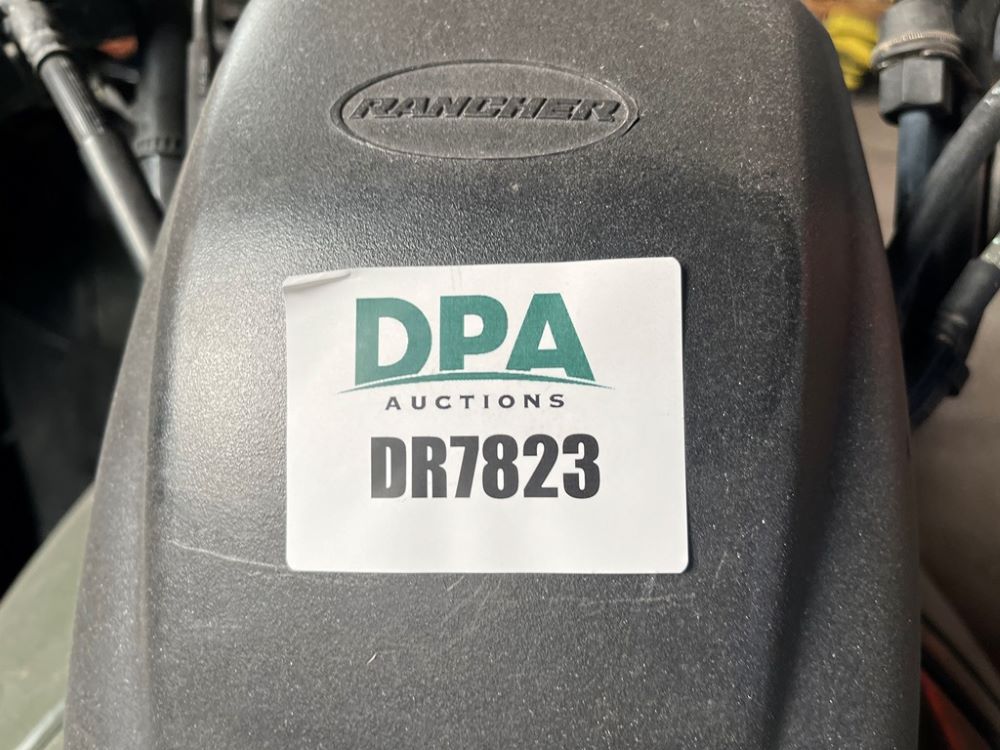 RANCHER
DPA
AUCTIONS
DR7823